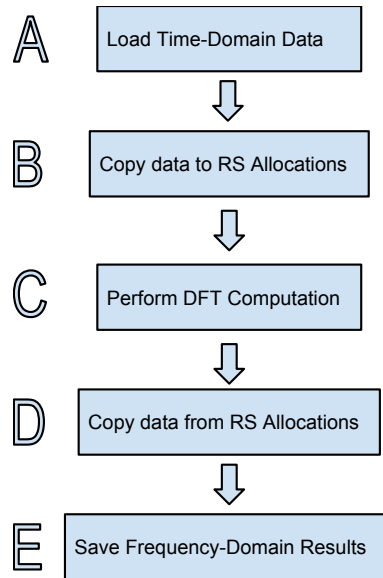 A
Load Time-Domain Data
B
Copy data to RS Allocations
C
Perform DFT Computation
D
Copy data from RS Allocations
E
Save Frequency-Domain Results